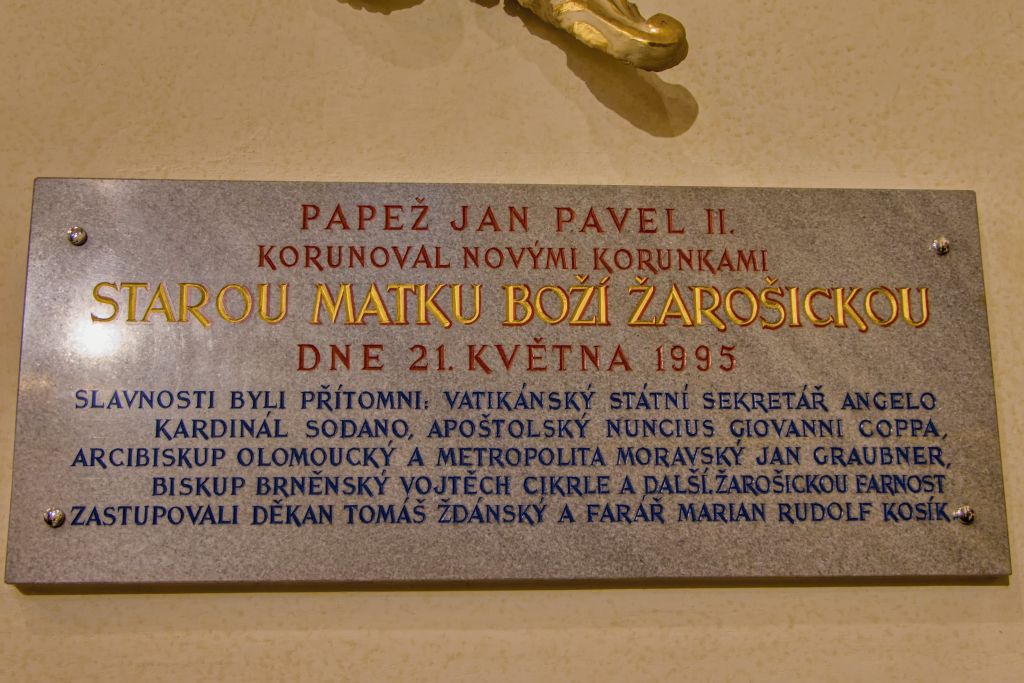 PAPEŽ JAN PAVEL II.
KORUNOVAL NOVÝMI KORUNKAMI
STAROU MATKU BOŽÍ ŽAROŠICKOU
DNE 21. KVĚTNA 1995
SLAVNOSTI BYLI PŘÍTOMNI: VATIKÁNSKÝ STÁTNÍ SEKRETÁŘ ANGELO
KARDINÁL SODANO, APOŠTOLSKÝ NUNCIUS GIOVANNI COPPA,
ARCIBISKUP OLOMOUCKÝ A METROPOLITA MORAVSKÝ JAN GRAUBNER,
BISKUP BRNĚNSKÝ VOJTĚCH CIKRLE A DALŠÍ. ŽAROŠICKOU FARNOST
ZASTUPOVALI DĚKAN TOMÁŠ ŽDÁNSKÝ A FARÁŘ MARIAN RUDOLF KOSÍK.